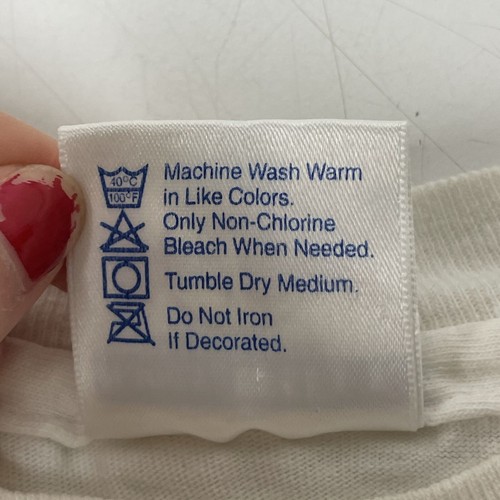 40°C
100°F
Machine Wash Warm
in Like Colors.
Only Non-Chlorine
Bleach When Needed.
Tumble Dry Medium.
Do Not Iron
If Decorated.